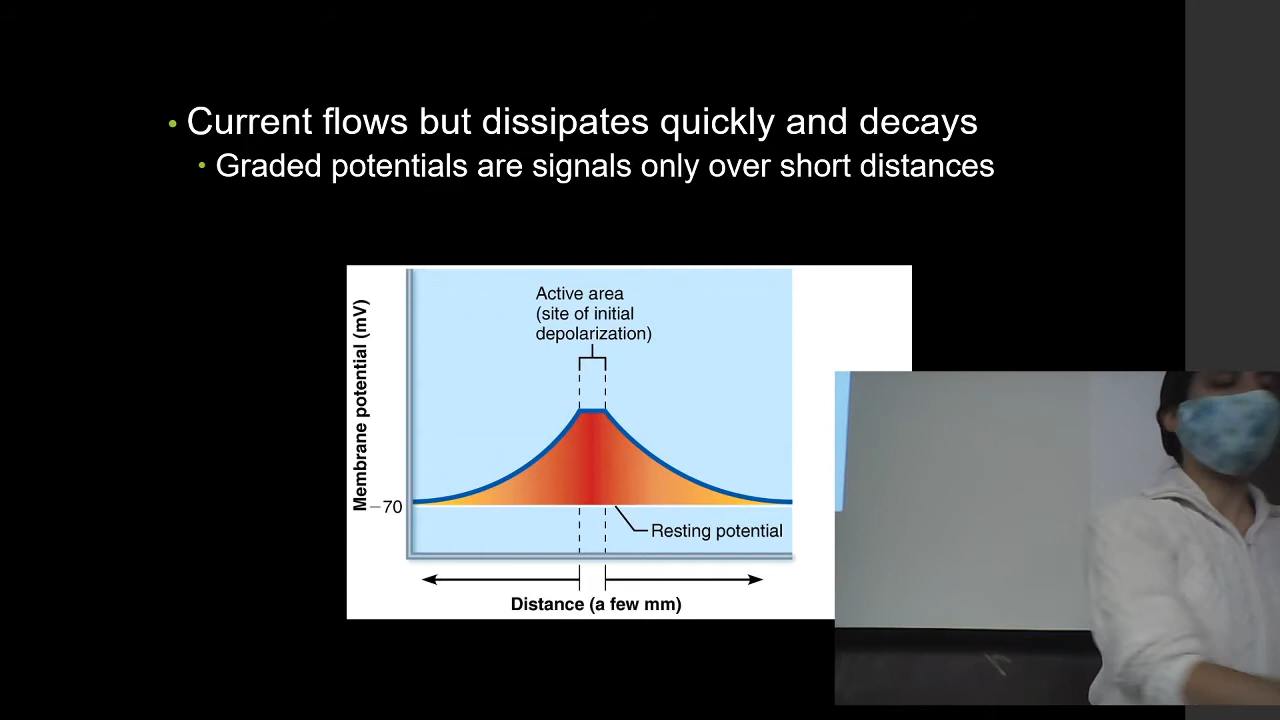 • Current flows but dissipates quickly and decays
• Graded potentials are signals only over short distances
Active area
(site of initial
depolarization)
Membrane potential (mV)
–70
Resting potential
Distance (a few mm)